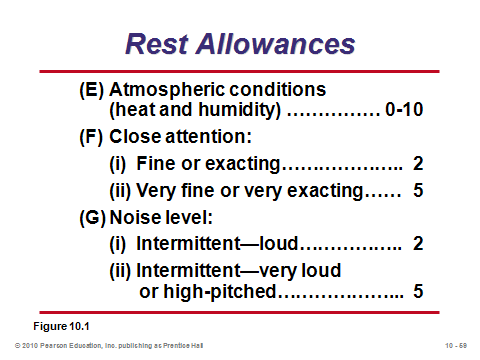 Rest Allowances
(E) Atmospheric conditions
(heat and humidity) …………… 0-10
(F) Close attention:
(i) Fine or exacting……………….. 2
(ii) Very fine or very exacting…… 5
(G) Noise level:
(i) Intermittent—loud…………….. 2
(ii) Intermittent—very loud
or high-pitched………………... 5
Figure 10.1
© 2010 Pearson Education, Inc. publishing as Prentice Hall
10 - 59